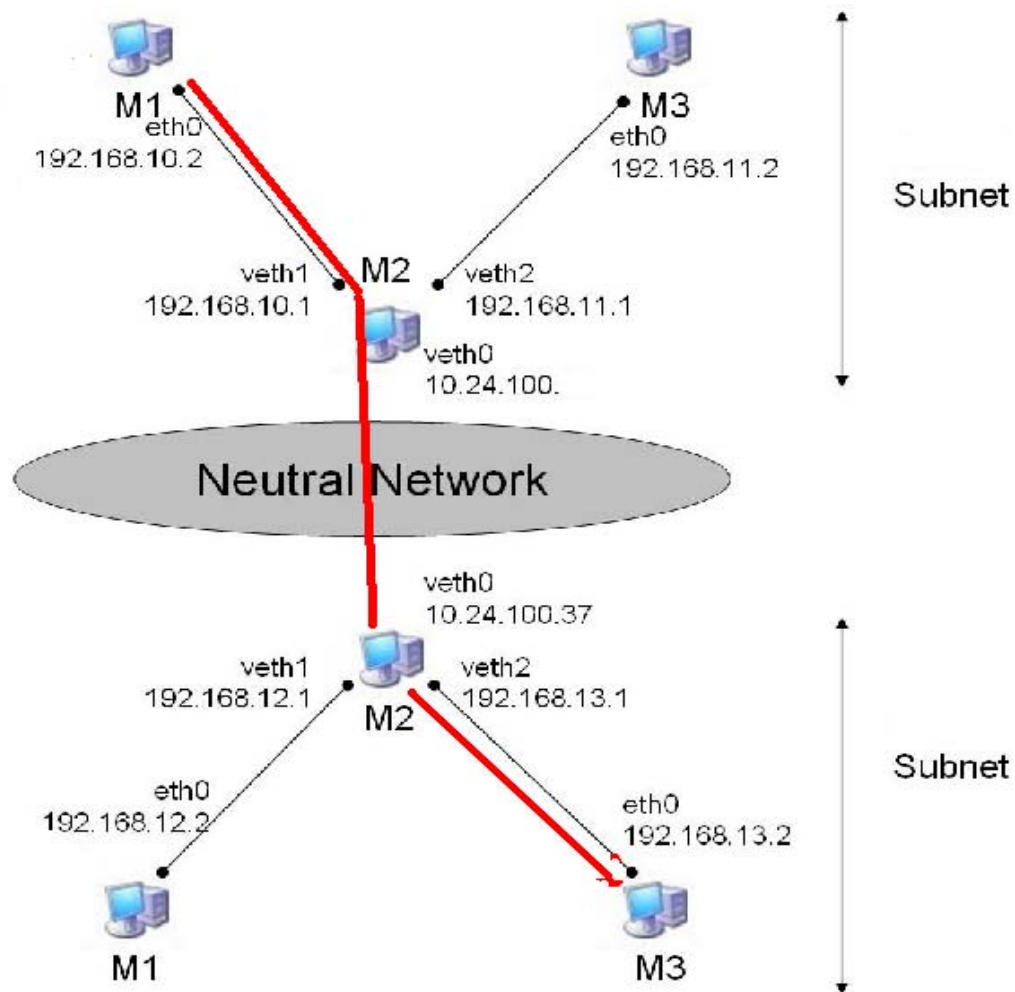 M1
eth0
192.168.10.2
M3
eth0
192.168.11.2
Subnet
veth1
192.168.10.1
M2
veth2
192.168.11.1
veth0
10.24.100.
Neutral Network
veth0
10.24.100.37
veth1
192.168.12.1
M2
veth2
192.168.13.1
Subnet
eth0
192.168.12.2
eth0
192.168.13.2
M1
M3